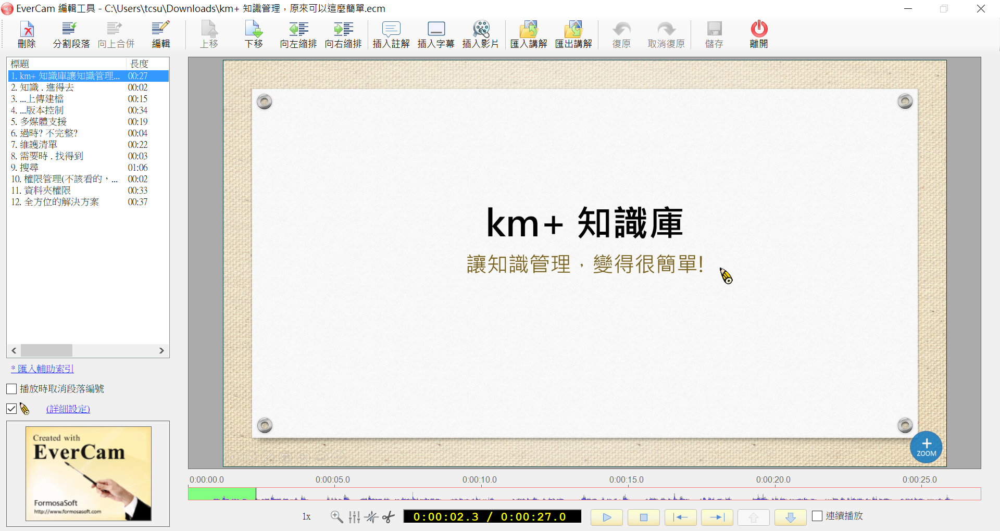 EverCam 編輯工具 - C:\Users\tcsu\Downloads\km+ 知識管理，原來可以這麼簡單.ecm
刪除 分割段落 向上合併 編輯 上移 下移 向左縮排 向右縮排 插入註解 插入字幕 插入影片 匯入講解 匯出講解 復原 取消復原 儲存 離開
標題 長度
1. km+ 知識庫讓知識管理... 00:27
2. 知識 . 進得去 00:02
3. ...上傳建檔 00:15
4. ...版本控制 00:34
5. 多媒體支援 00:19
6. 過時? 不完整? 00:04
7. 維護清單 00:22
8. 需要時 . 找得到 00:03
9. 搜尋 01:06
10. 權限管理(不該看的，... 00:02
11. 資料夾權限 00:33
12. 全方位的解決方案 00:37
* 匯入輔助索引
播放時取消段落編號
(詳細設定)
Created with
EverCam
FormosaSoft
http://www.formosasoft.com
km+ 知識庫
讓知識管理，變得很簡單!
ZOOM
0:00:00.0 0:00:05.0 0:00:10.0 0:00:15.0 0:00:20.0 0:00:25.0
1x 0:00:02.3 / 0:00:27.0 連續播放